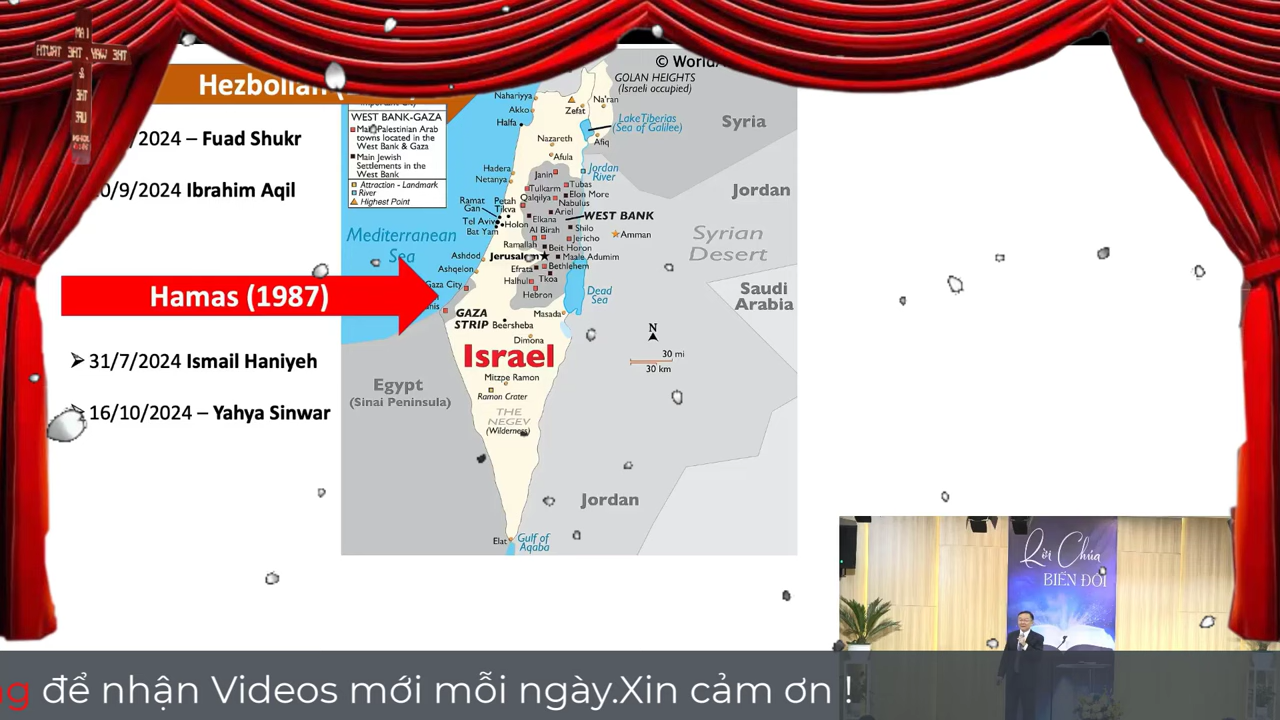 Hezbollah (
/2024 – Fuad Shukr
0/9/2024 Ibrahim Aqil
Hamas (1987)
31/7/2024 Ismail Haniyeh
16/10/2024 – Yahya Sinwar
WEST BANK-GAZA
Main Palestinian Arab
towns located in the
West Bank & Gaza
Main Jewish
Settlements in the
West Bank
Attraction - Landmark
River
Highest Point
© World
GOLAN HEIGHTS
(Israeli occupied)
Nahariyya
Akko
Haifa
Zefat
Na'ran
Lake Tiberias
(Sea of Galilee)
Nazareth
Afiq
Afula
Syria
Hadera
Netanya
Janin
Jordan
River
Tulkarm
Tubas
Qalqilya
Elon More
Nabulus
Jordan
Ramat
Gan
Petah
Tikva
Ariel
Elkana
WEST BANK
Tel Aviv
Holon
Bat Yam
Shilo
Al Birah
Jericho
Amman
Ramallah
Beit Horon
Mediterranean
Sea
Syrian
Desert
Ashdod
Jerusalem
Maale Adumim
Ashqelon
Efrata
Bethlehem
Tkoa
Gaza City
Halhul
Hebron
Dead
Sea
Saudi
Arabia
nis
GAZA
STRIP
Masada
Beersheba
Dimona
N
30 mi
30 km
Israel
Mitzpe Ramon
Ramon Crater
Egypt
(Sinai Peninsula)
THE
NEGEV
(Wilderness)
Jordan
Elat
Gulf of
Aqaba
Lời Chúa
BIẾN ĐỔI
ng để nhận Videos mới mỗi ngày.Xin cảm ơn !